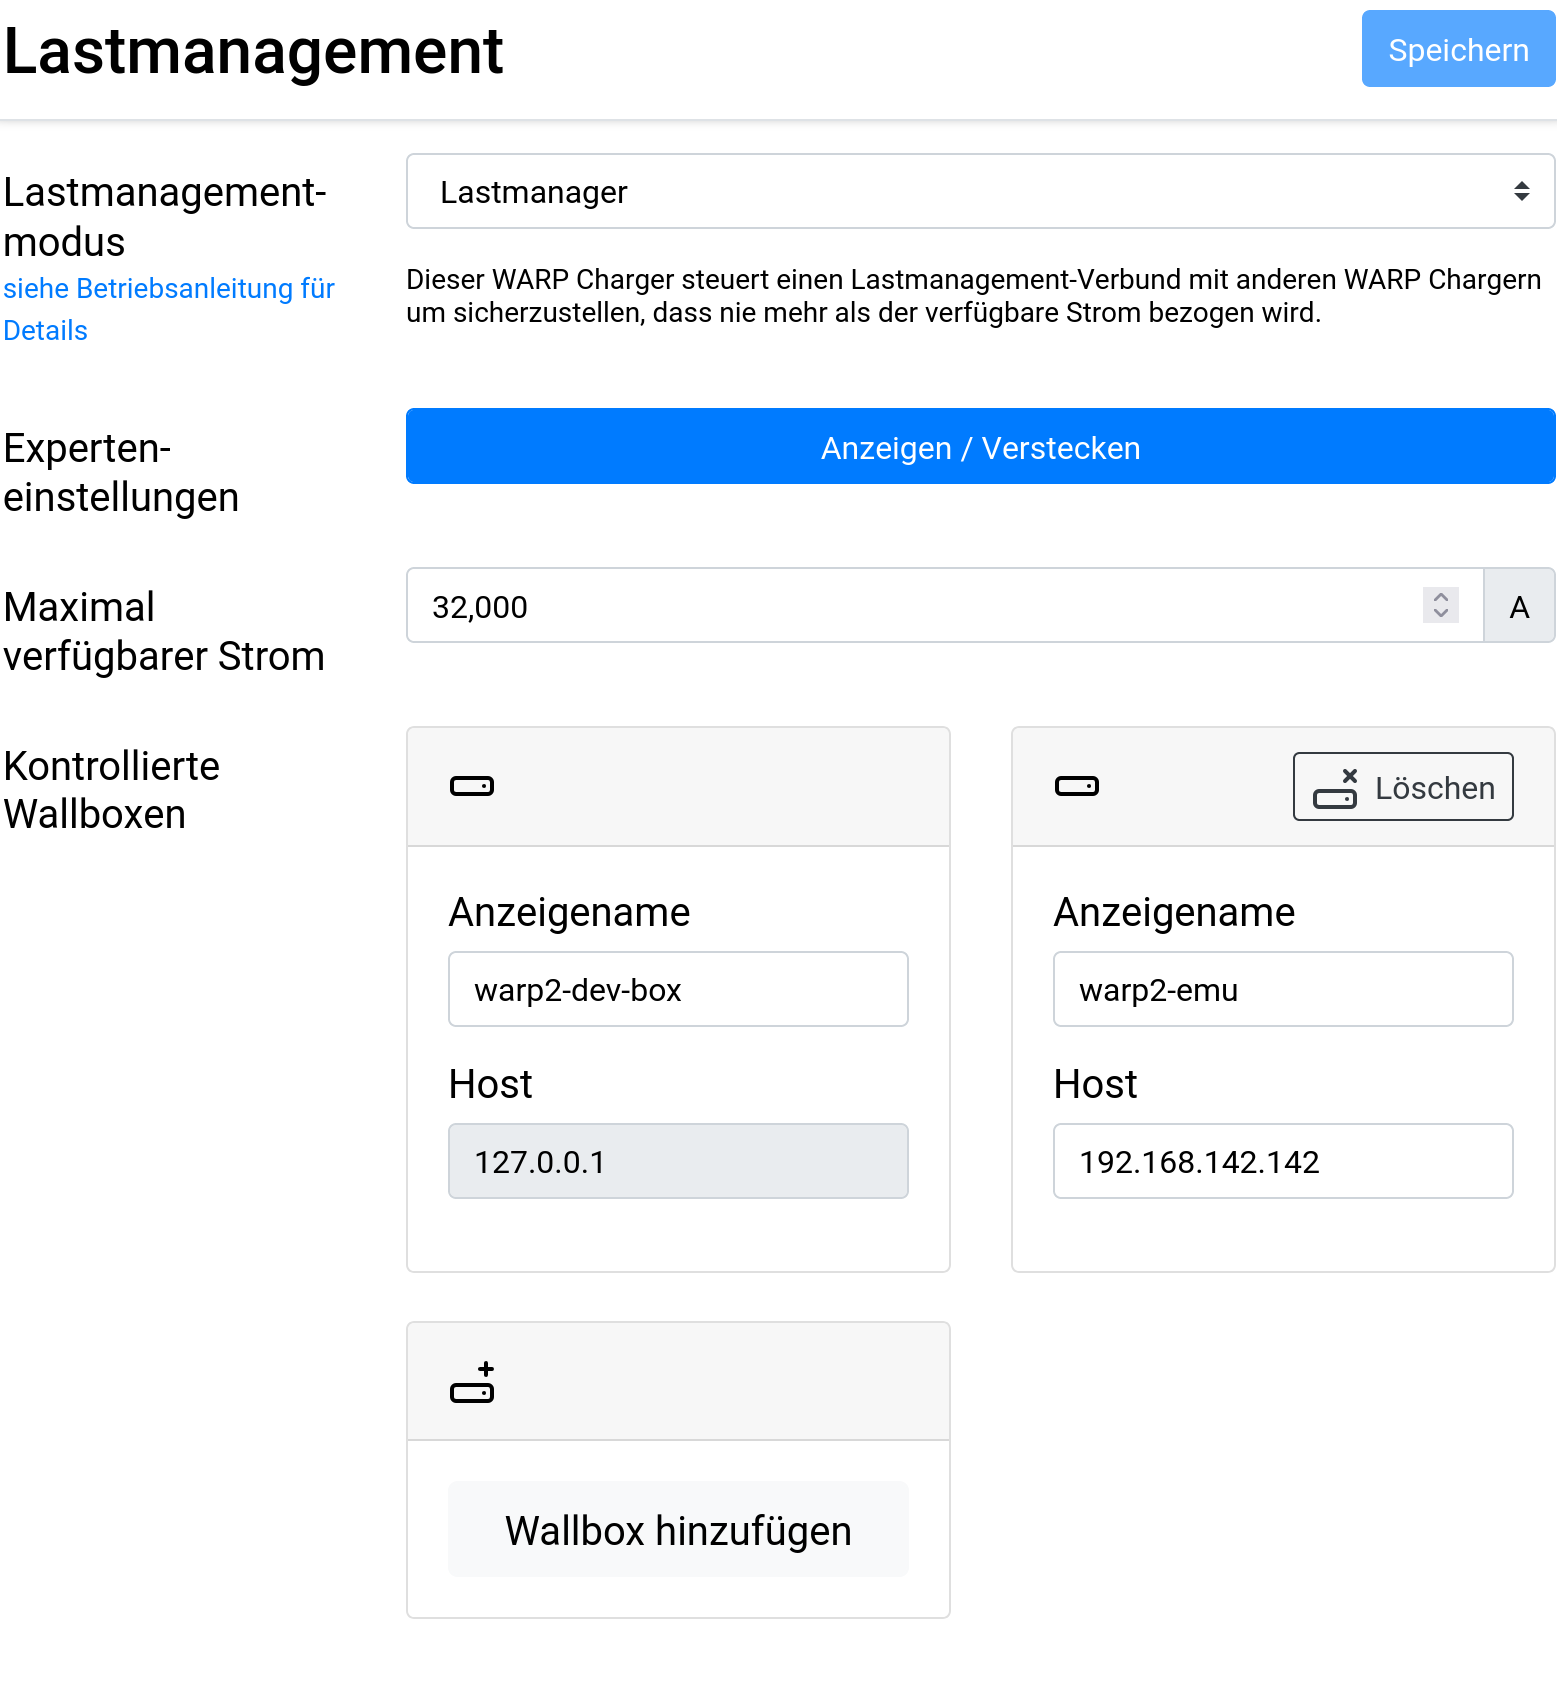 Lastmanagement
Speichern
Lastmanagement-
modus
siehe Betriebsanleitung für
Details
Lastmanager
Dieser WARP Charger steuert einen Lastmanagement-Verbund mit anderen WARP Chargern
um sicherzustellen, dass nie mehr als der verfügbare Strom bezogen wird.
Experten-
einstellungen
Anzeigen / Verstecken
Maximal
verfügbarer Strom
32,000
A
Kontrollierte
Wallboxen
Anzeigename
warp2-dev-box
Host
127.0.0.1
Löschen
Anzeigename
warp2-emu
Host
192.168.142.142
Wallbox hinzufügen